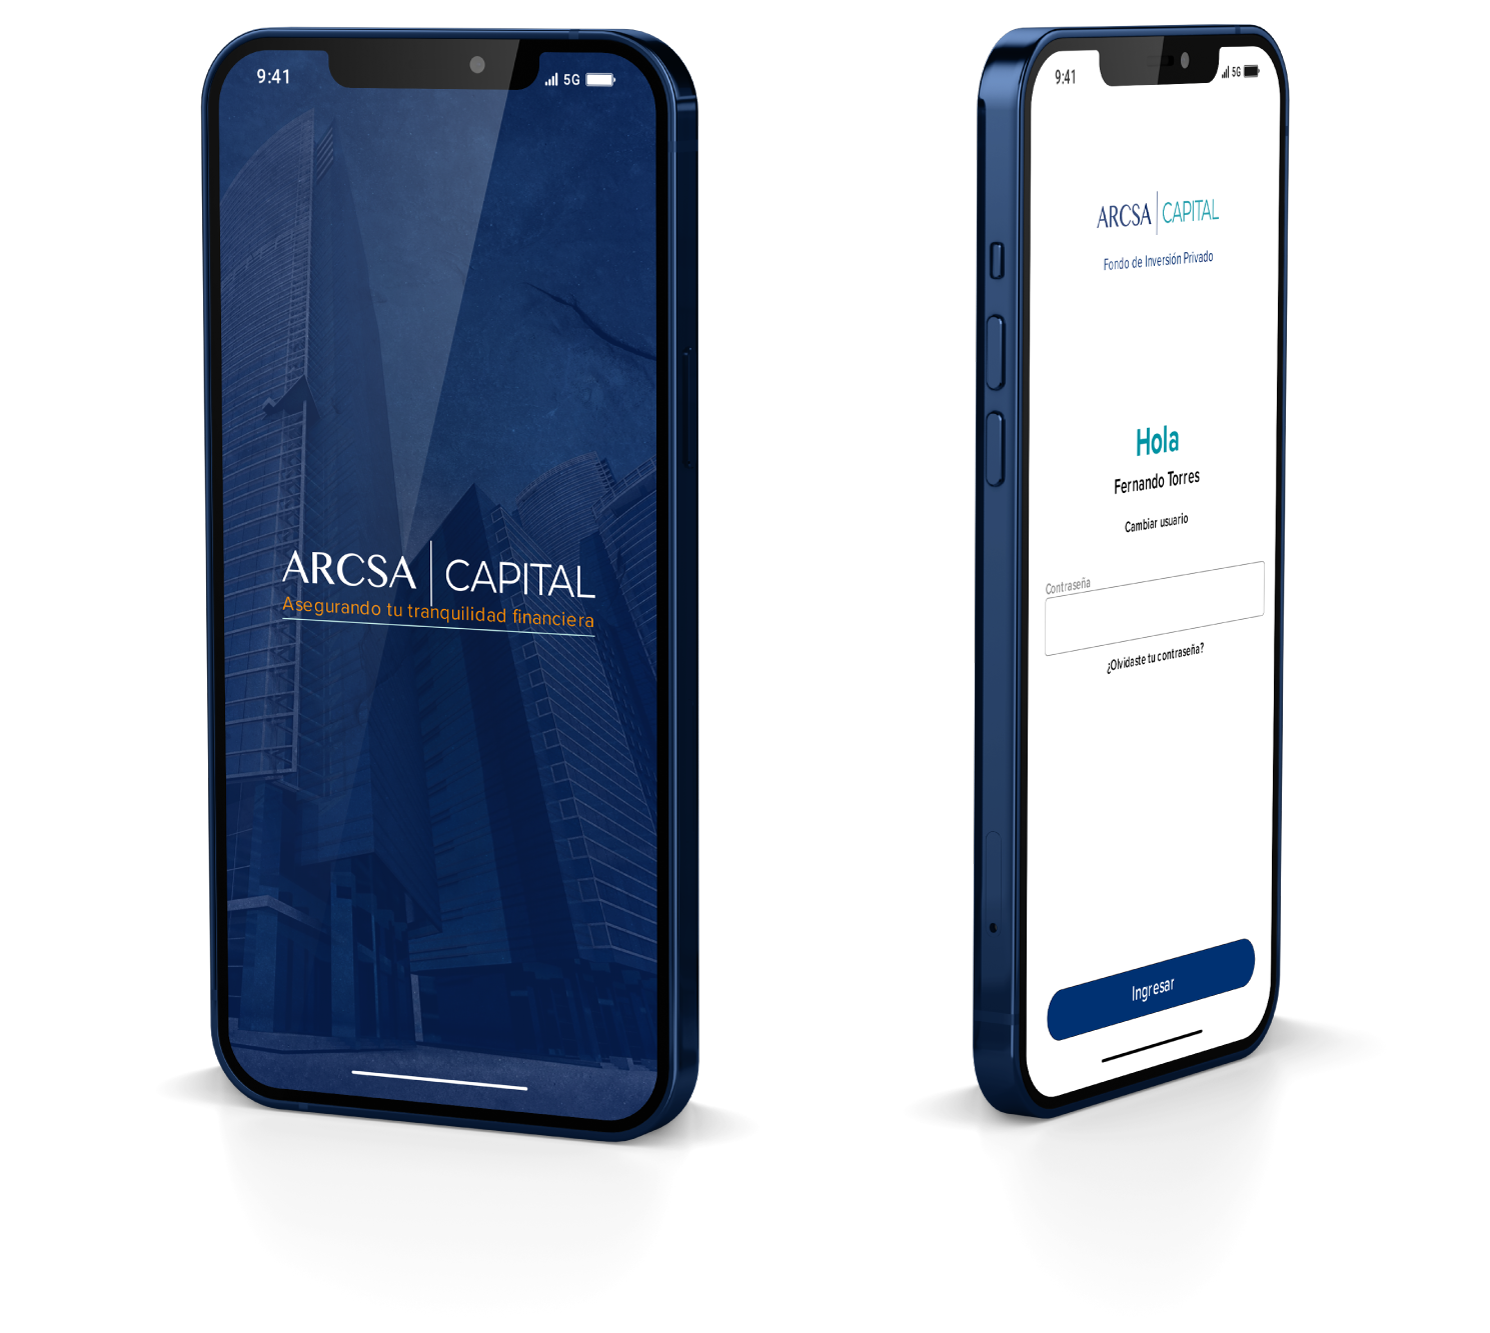 9:41
5G
ARCSA | CAPITAL
Asegurando tu tranquilidad financiera
9:41
5G
ARCSA | CAPITAL
Fondo de Inversión Privado
Hola
Fernando Torres
Cambiar usuario
Contraseña
¿Olvidaste tu contraseña?
Ingresar